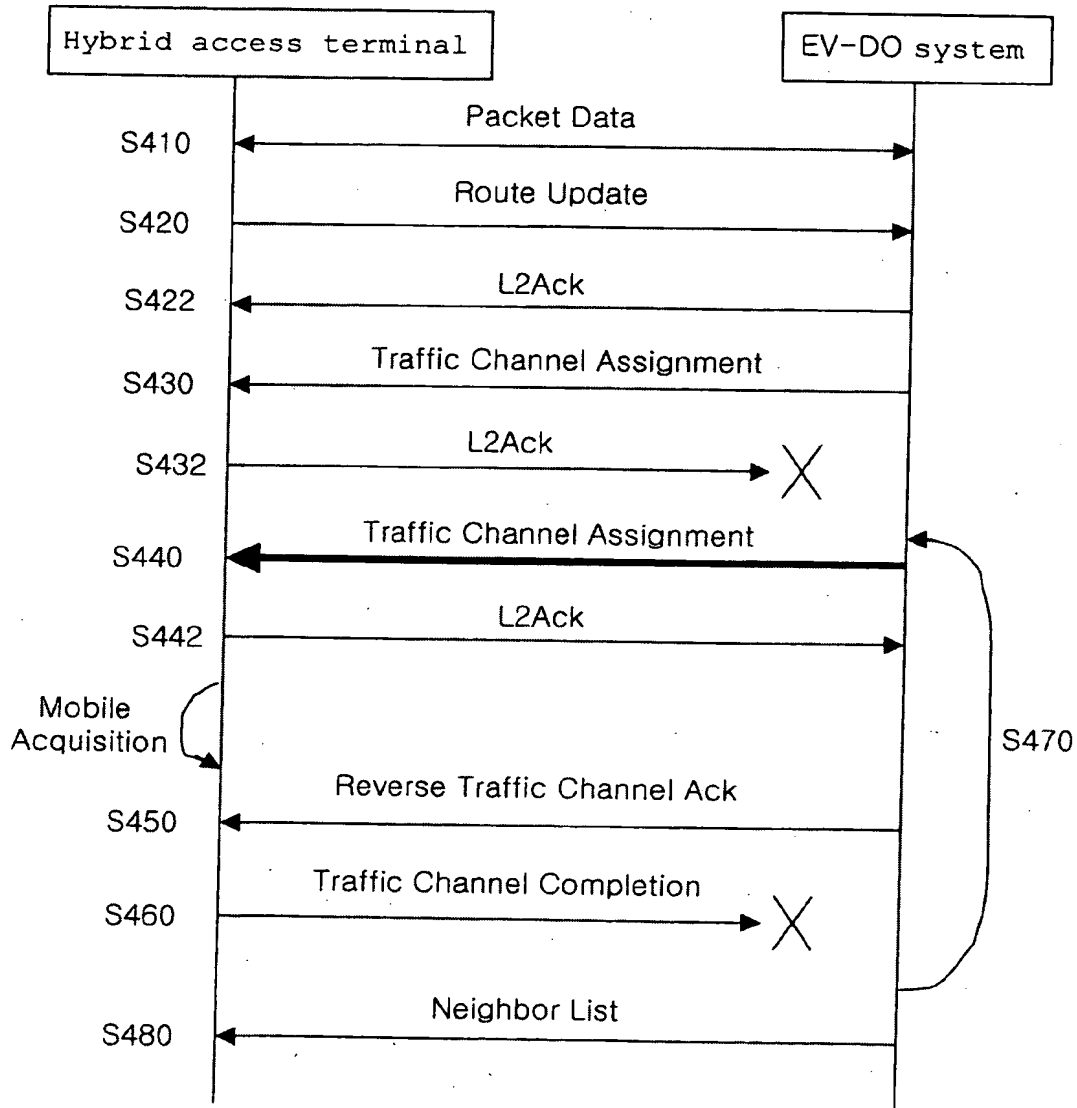 Hybrid access terminal
EV-DO system
Packet Data
S410
Route Update
S420
L2Ack
S422
Traffic Channel Assignment
S430
L2Ack
S432
Traffic Channel Assignment
S440
L2Ack
S442
Mobile
Acquisition
S470
Reverse Traffic Channel Ack
S450
Traffic Channel Completion
S460
Neighbor List
S480